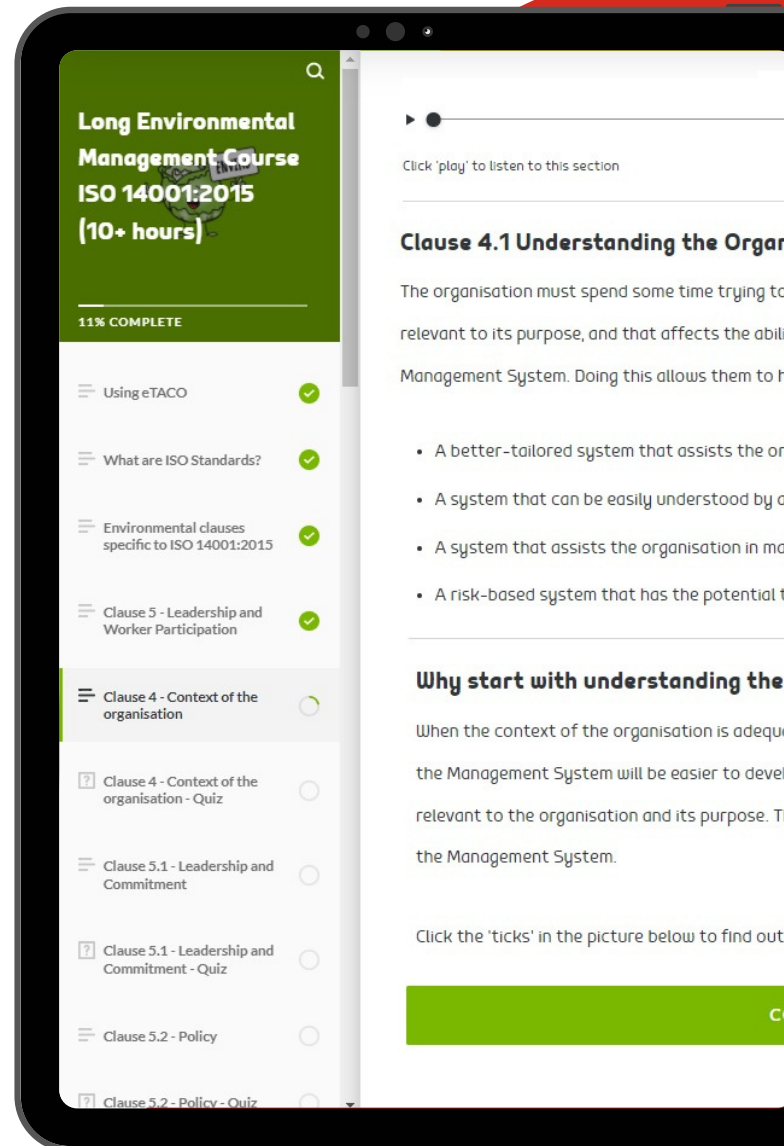 Long Environmental
Management Course
ISO 14001:2015
(10+ hours)
11% COMPLETE
Using eTACO
What are ISO Standards?
Environmental clauses
specific to ISO 14001:2015
Clause 5 - Leadership and
Worker Participation
Clause 4 - Context of the
organisation
Clause 4 - Context of the
organisation - Quiz
Clause 5.1 - Leadership and
Commitment
Clause 5.1 - Leadership and
Commitment - Quiz
Clause 5.2 - Policy
Clause 5.2 - Policy - Quiz
Click 'play' to listen to this section
Clause 4.1 Understanding the Organ
The organisation must spend some time trying to
relevant to its purpose, and that affects the abili
Management System. Doing this allows them to h
• A better-tailored system that assists the or
• A system that can be easily understood by a
• A system that assists the organisation in ma
• A risk-based system that has the potential t
Why start with understanding the
When the context of the organisation is adequa
the Management System will be easier to devel
relevant to the organisation and its purpose. T
the Management System.
Click the 'ticks' in the picture below to find out